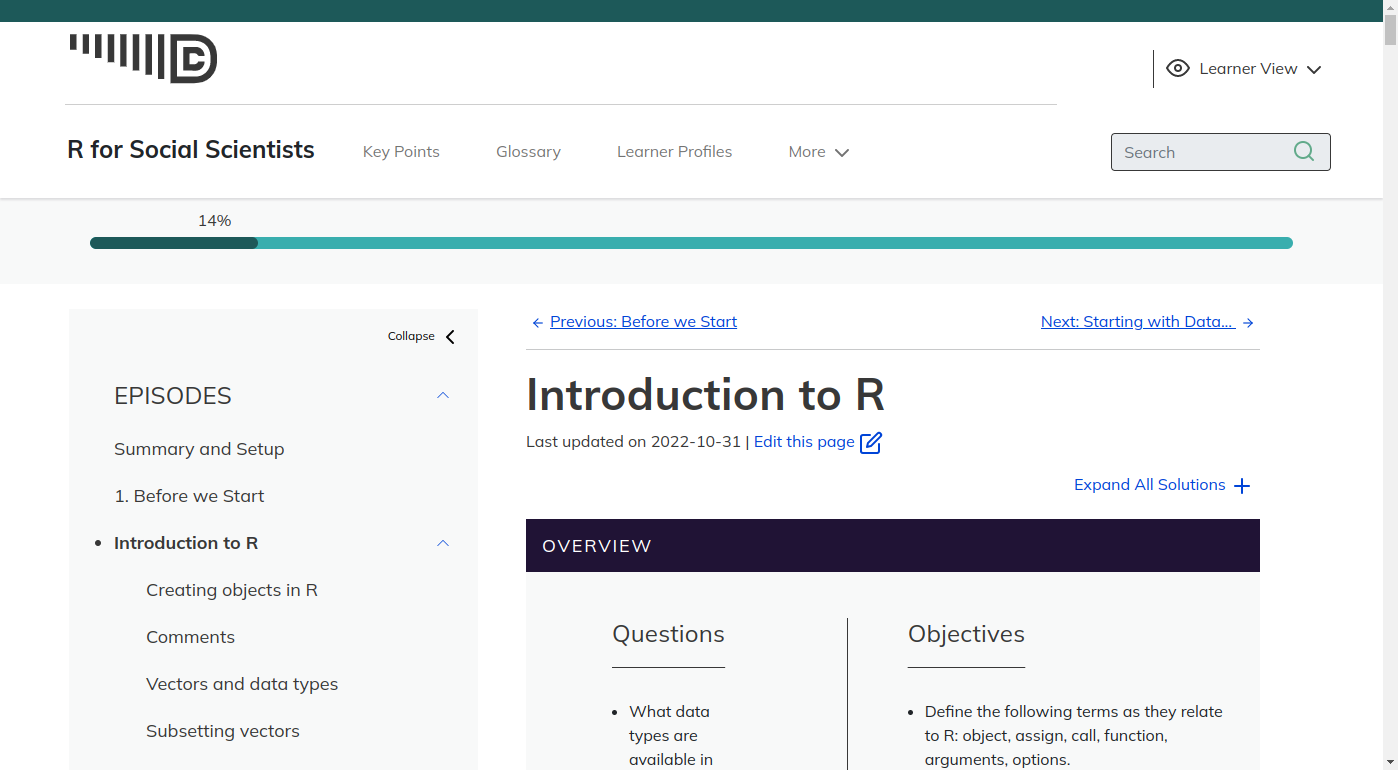 DC
Learner View
R for Social Scientists
Key Points
Glossary
Learner Profiles
More
Search
14%
Collapse
EPISODES
Summary and Setup
1. Before we Start
Introduction to R
Creating objects in R
Comments
Vectors and data types
Subsetting vectors
Previous: Before we Start
Next: Starting with Data...
Introduction to R
Last updated on 2022-10-31 | Edit this page
Expand All Solutions
OVERVIEW
Questions
What data
types are
available in
Objectives
Define the following terms as they relate
to R: object, assign, call, function,
arguments, options.